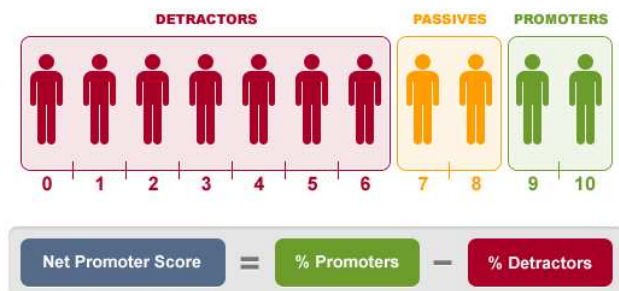 DETRACTORS PASSIVES PROMOTERS
0 1 2 3 4 5 6 7 8 9 10
Net Promoter Score = % Promoters − % Detractors